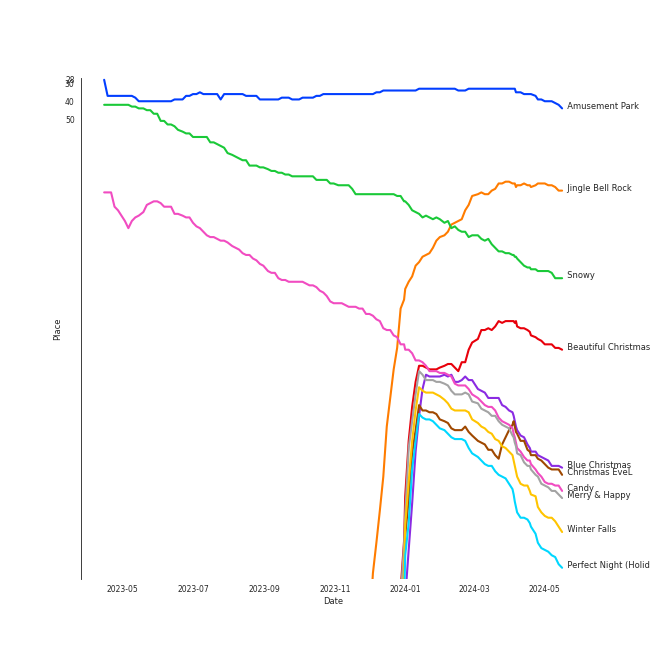 28
30
40
50
Place
Amusement Park
Jingle Bell Rock
Snowy
Beautiful Christmas
Blue Christmas
Christmas EveL
Candy
Merry & Happy
Winter Falls
Perfect Night (Holid
2023-05 2023-07 2023-09 2023-11 2024-01 2024-03 2024-05
Date